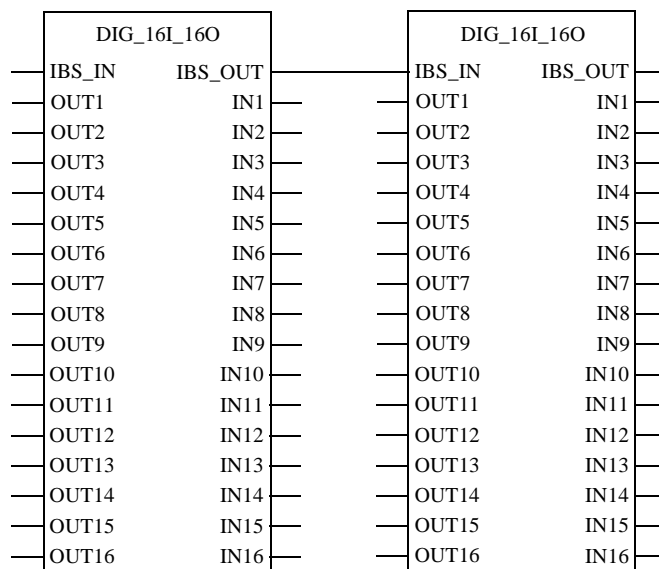 DIG_16I_16O DIG_16I_16O
IBS_IN IBS_OUT IBS_IN IBS_OUT
OUT1 IN1 OUT1 IN1
OUT2 IN2 OUT2 IN2
OUT3 IN3 OUT3 IN3
OUT4 IN4 OUT4 IN4
OUT5 IN5 OUT5 IN5
OUT6 IN6 OUT6 IN6
OUT7 IN7 OUT7 IN7
OUT8 IN8 OUT8 IN8
OUT9 IN9 OUT9 IN9
OUT10 IN10 OUT10 IN10
OUT11 IN11 OUT11 IN11
OUT12 IN12 OUT12 IN12
OUT13 IN13 OUT13 IN13
OUT14 IN14 OUT14 IN14
OUT15 IN15 OUT15 IN15
OUT16 IN16 OUT16 IN16